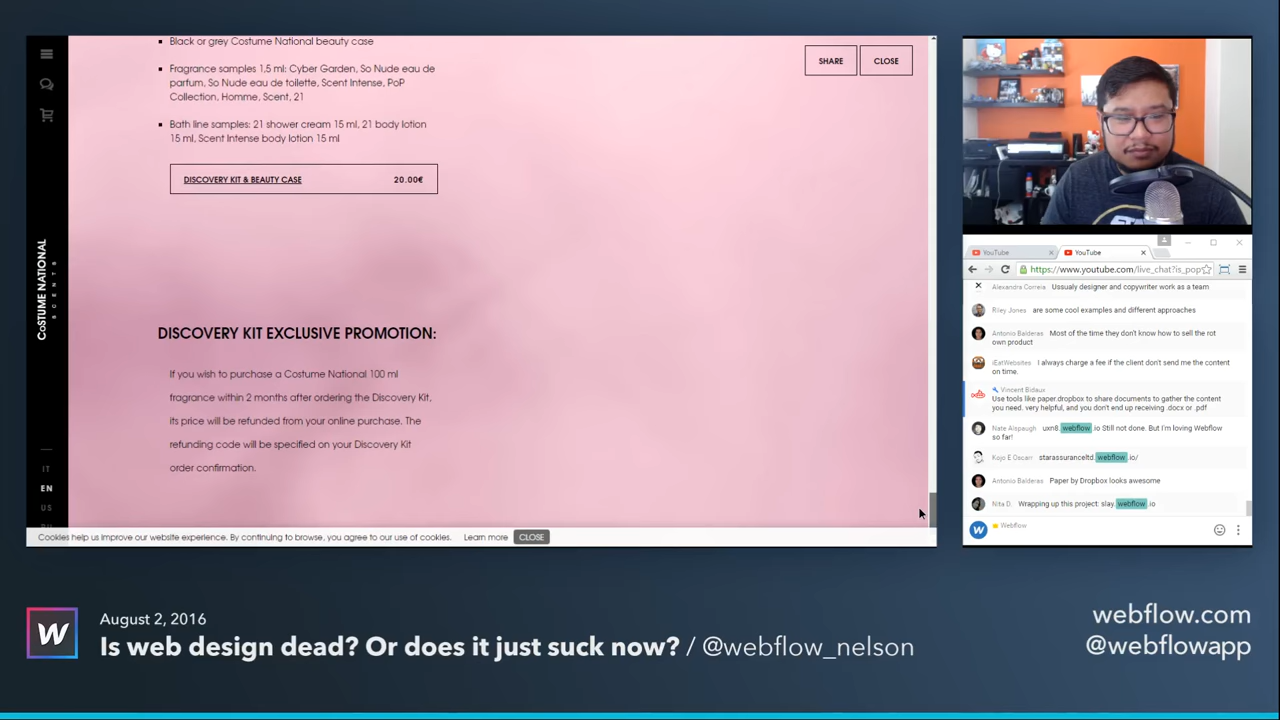 Black or grey Costume National beauty case
Fragrance samples 1,5 ml: Cyber Garden, So Nude eau de
parfum, So Nude eau de toilette, Scent Intense, PoP
Collection, Homme, Scent, 21
Bath line samples: 21 shower cream 15 ml, 21 body lotion
15 ml, Scent Intense body lotion 15 ml
DISCOVERY KIT & BEAUTY CASE 20.00€
SHARE CLOSE
CoSTUME NATIONAL
SCENTS
DISCOVERY KIT EXCLUSIVE PROMOTION:
If you wish to purchase a Costume National 100 ml
fragrance within 2 months after ordering the Discovery Kit,
its price will be refunded from your online purchase. The
refunding code will be specified on your Discovery Kit
order confirmation.
IT
EN
US
Cookies help us improve our website experience. By continuing to browse, you agree to our use of cookies. Learn more CLOSE
YouTube YouTube
https://www.youtube.com/live_chat?is_pop
Alexandra Correia Ussualy designer and copywriter work as a team
Riley Jones are some cool examples and different approaches
Antonio Balderas Most of the time they don't know how to sell the rot
own product
iEatWebsites I always charge a fee if the client don't send me the content
on time.
Vincent Bidaux
Use tools like paper.dropbox to share documents to gather the content
you need. very helpful, and you don't end up receiving .docx or .pdf
Nate Alspaugh uxn8.webflow.io Still not done. But I'm loving Webflow
so far!
Kojo E Oscarr starassuranceltd.webflow.io/
Antonio Balderas Paper by Dropbox looks awesome
Nita D. Wrapping up this project: slay.webflow.io
Webflow
August 2, 2016
Is web design dead? Or does it just suck now? / @webflow_nelson
webflow.com
@webflowapp